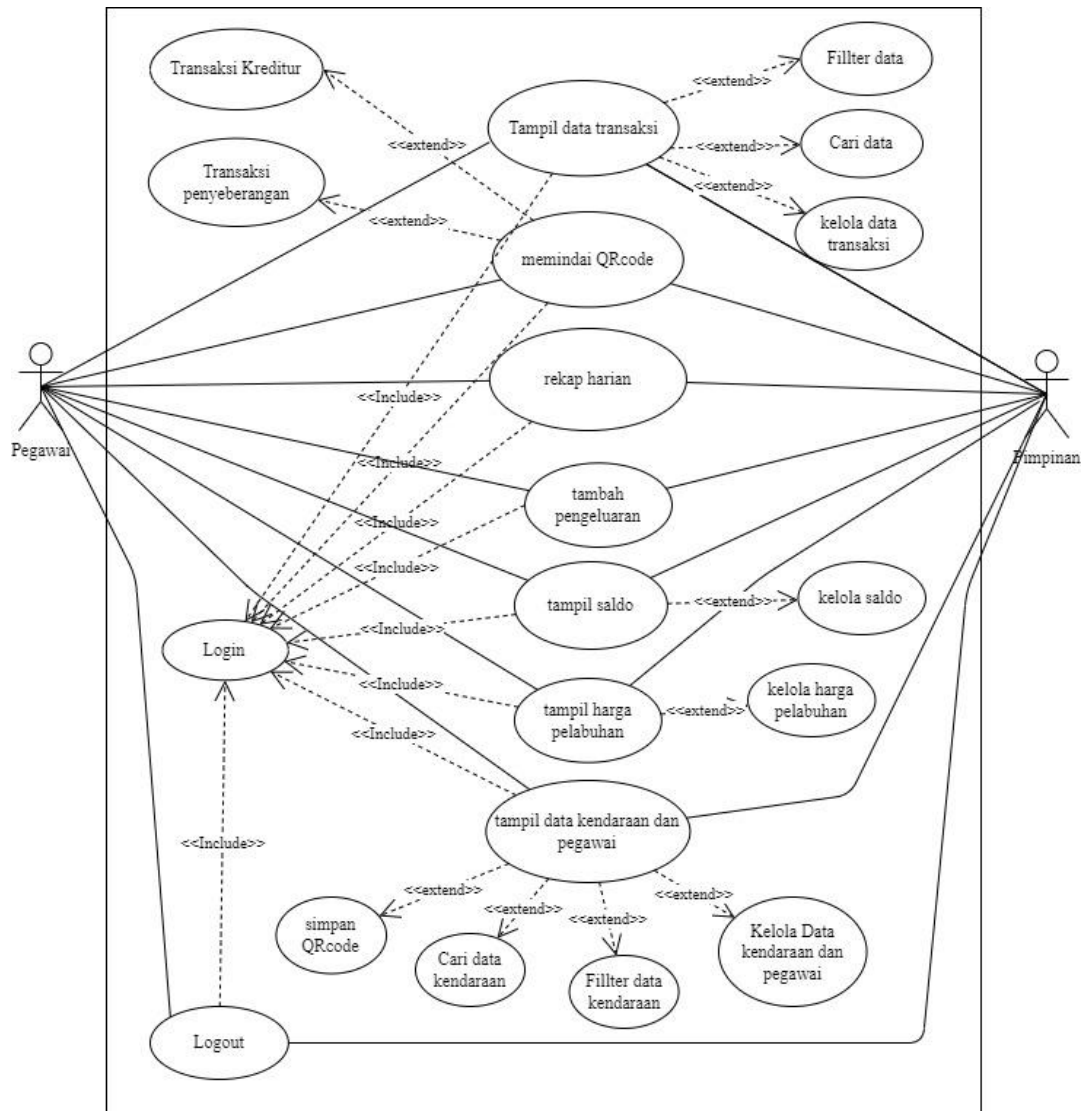 Transaksi Kreditur
Fillter data
<<extend>>
Tampil data transaksi
<<extend>>
Cari data
<<extend>>
Transaksi
penyeberangan
<<extend>>
kelola data
transaksi
<<extend>>
memindai QRcode
<<Include>>
rekap harian
Pegawai
Pimpinan
<<Include>>
tambah
pengeluaran
<<Include>>
<<Include>>
tampil saldo
<<extend>>
kelola saldo
<<Include>>
Login
<<Include>>
tampil harga
pelabuhan
<<extend>>
kelola harga
pelabuhan
<<Include>>
tampil data kendaraan dan
pegawai
<<Include>>
<<extend>>
<<extend>>
<<extend>>
<<extend>>
simpan
QRcode
Cari data
kendaraan
Fillter data
kendaraan
Kelola Data
kendaraan dan
pegawai
Logout